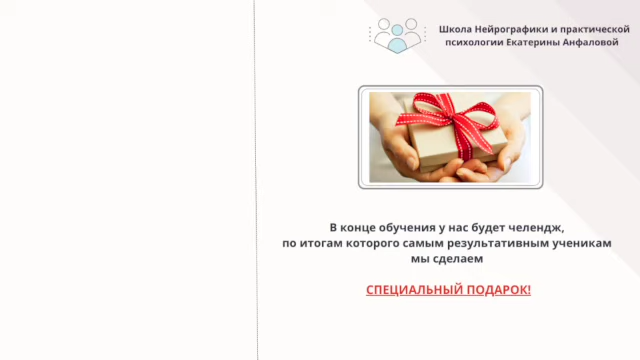 Школа Нейрографики и практической
психологии Екатерины Анфаловой
В конце обучения у нас будет челендж,
по итогам которого самым результативным ученикам
мы сделаем
СПЕЦИАЛЬНЫЙ ПОДАРОК!